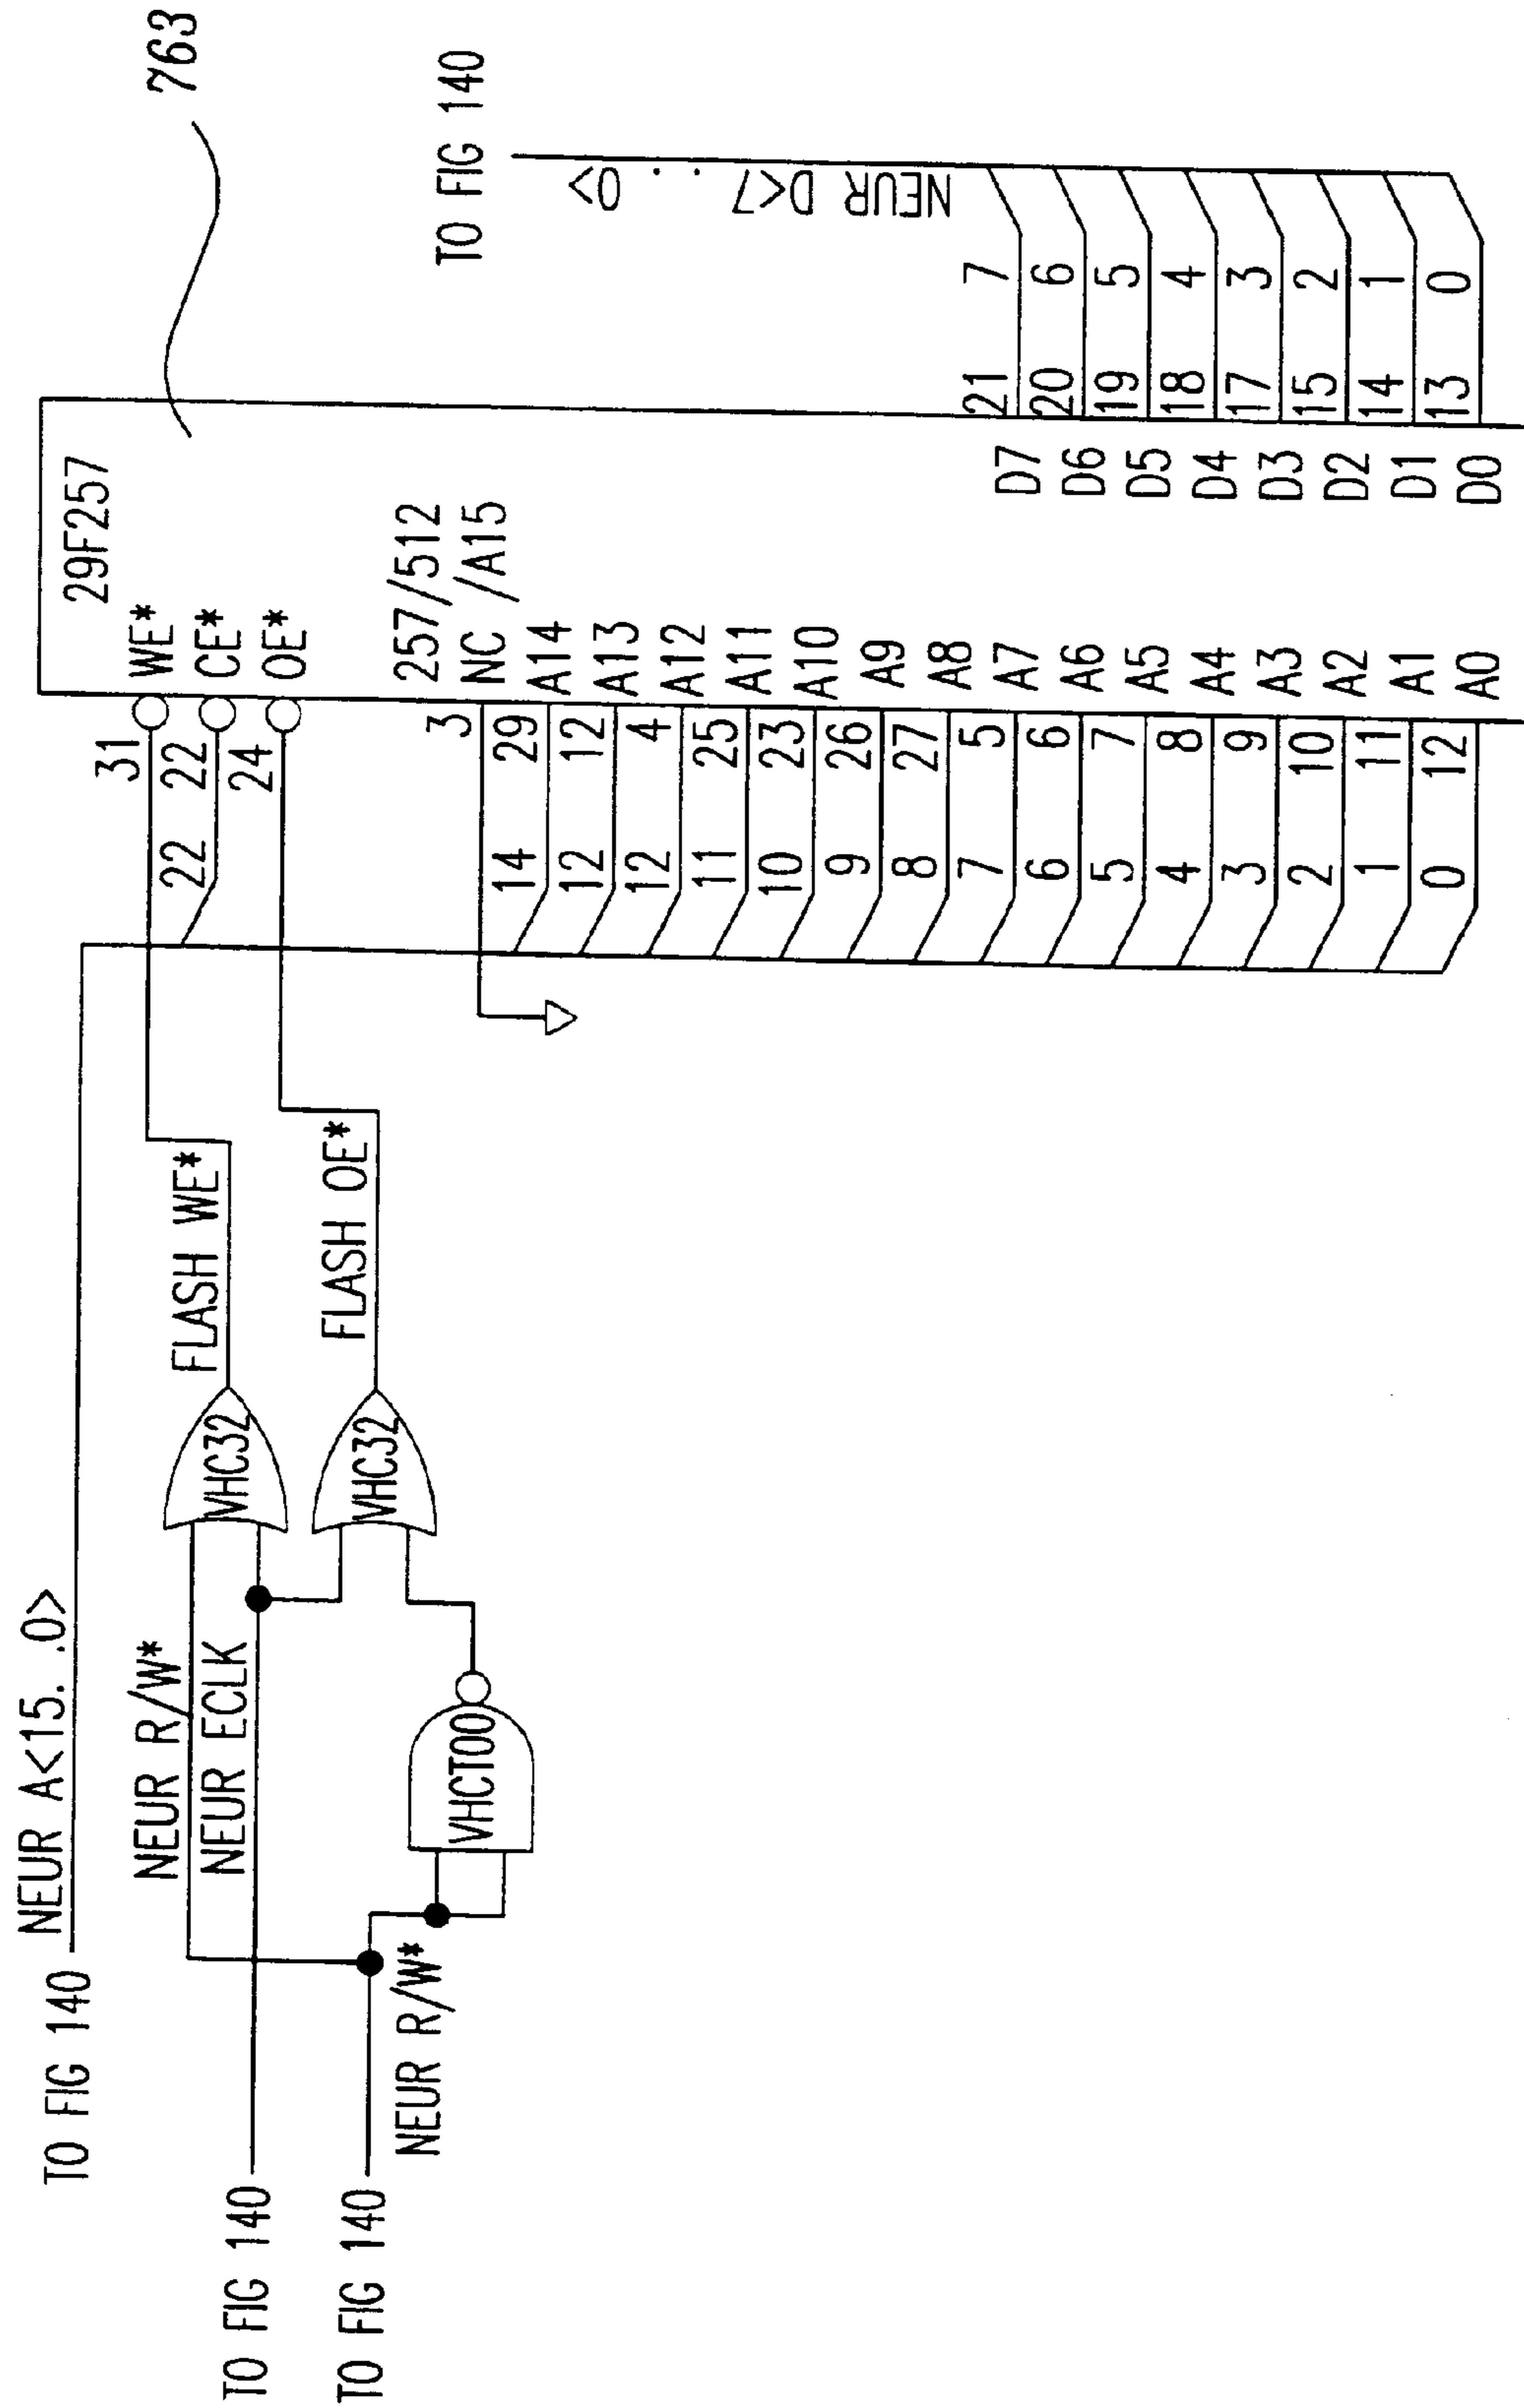 TO FIG 140 NEUR A<15. .0>
NEUR R/W*
NEUR ECLK
TO FIG 140
TO FIG 140
NEUR R/W*
VHCT00
VHC32
VHC32
FLASH WE*
FLASH OE*
763
29F257
31 WE*
22 22 CE*
24 OE*
257/512
3 NC /A15
14 29 A14
12 12 A13
12 4 A12
11 25 A11
10 23 A10
9 26 A9
8 27 A8
7 5 A7
6 6 A6
5 7 A5
4 8 A4
3 9 A3
2 10 A2
1 11 A1
0 12 A0
TO FIG 140
NEUR D<7 . . . 0>
D7 21 7
D6 20 6
D5 19 5
D4 18 4
D3 17 3
D2 15 2
D1 14 1
D0 13 0